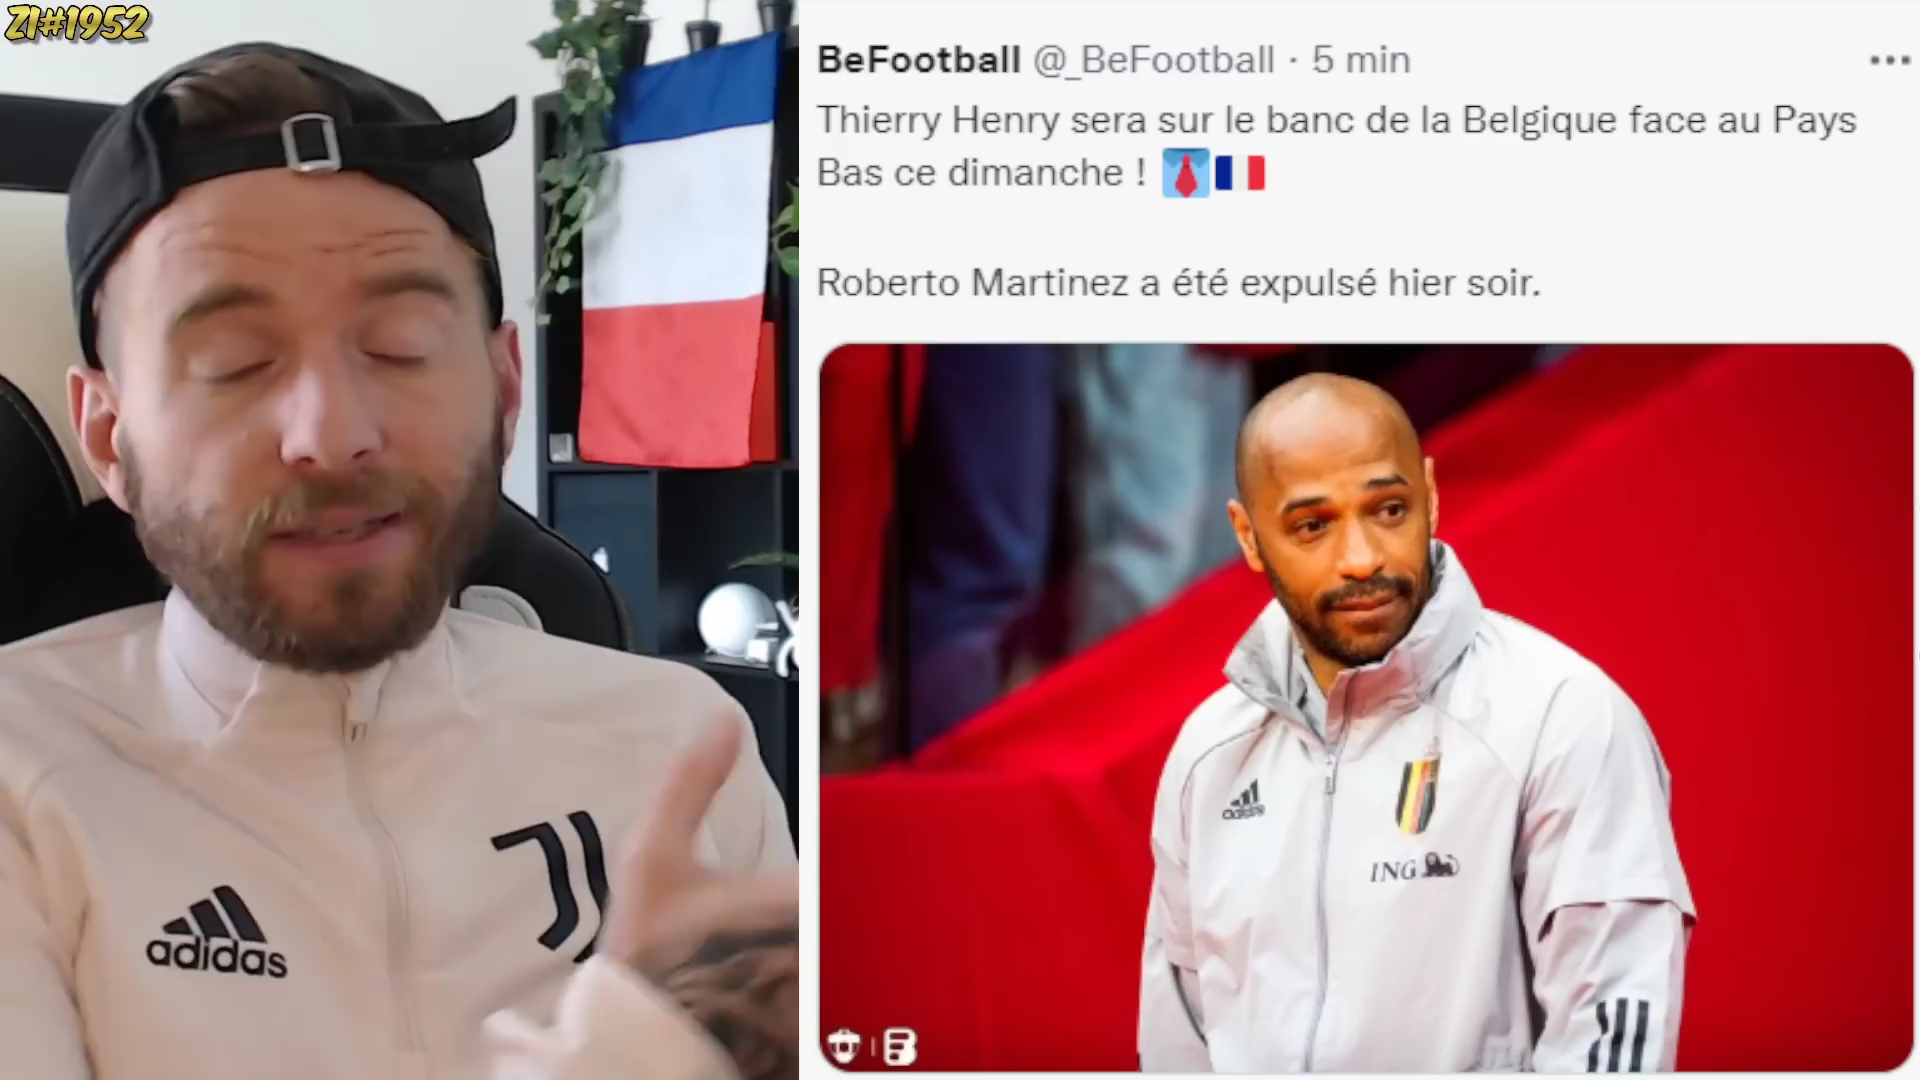 ZI#1952
BeFootball @_BeFootball · 5 min
Thierry Henry sera sur le banc de la Belgique face au Pays
Bas ce dimanche !
Roberto Martinez a été expulsé hier soir.
adidas
adidas
ING